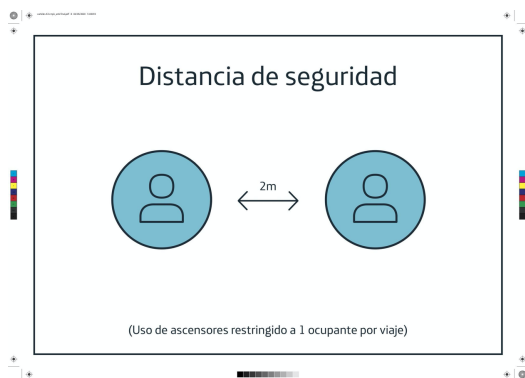 Distancia de seguridad
2m
(Uso de ascensores restringido a 1 ocupante por viaje)